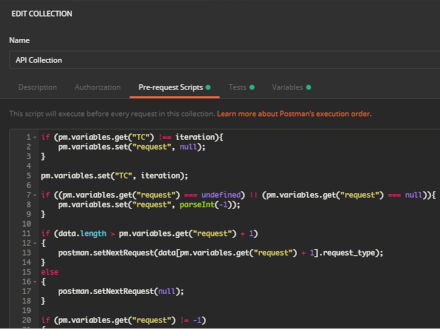 EDIT COLLECTION
Name
API Collection
Description Authorization Pre-request Scripts Tests Variables
This script will execute before every request in this collection. Learn more about Postman's execution order.
1 if (pm.variables.get("TC") !== iteration){
2 pm.variables.set("request", null);
3 }
4
5 pm.variables.set("TC", iteration);
6
7 if ((pm.variables.get("request") === undefined) || (pm.variables.get("request") === null)){
8 pm.variables.set("request", parseInt(-1));
9 }
10
11 if (data.length > pm.variables.get("request") + 1)
12 {
13 postman.setNextRequest(data[pm.variables.get("request") + 1].request_type);
14 }
15 else
16 {
17 postman.setNextRequest(null);
18 }
19
20 if (pm.variables.get("request") != -1)